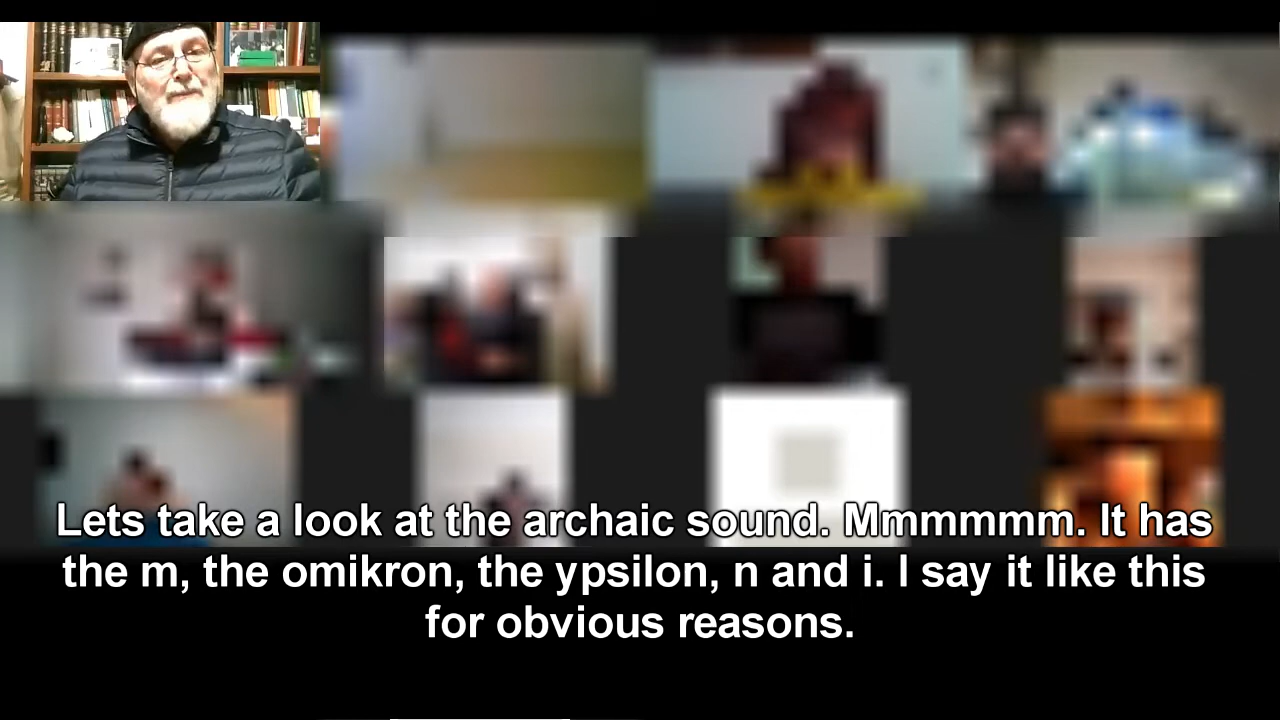 Lets take a look at the archaic sound. Mmmmmm. It has
the m, the omikron, the ypsilon, n and i. I say it like this
for obvious reasons.